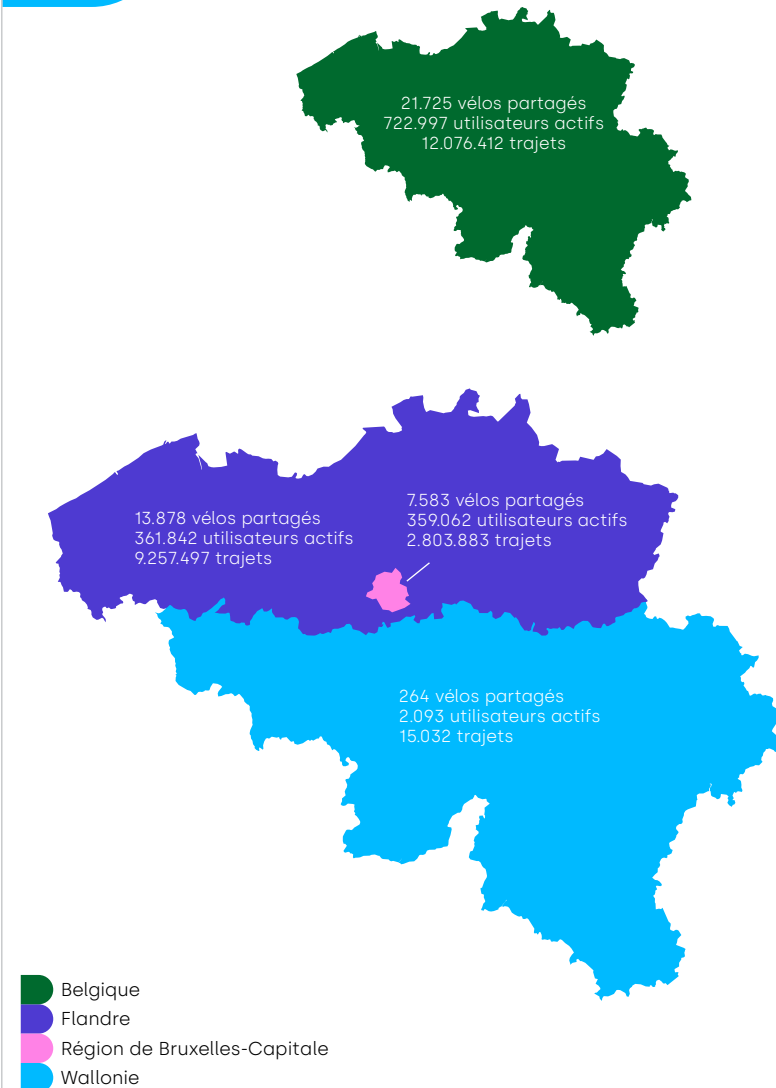 21.725 vélos partagés
722.997 utilisateurs actifs
12.076.412 trajets
13.878 vélos partagés
361.842 utilisateurs actifs
9.257.497 trajets
7.583 vélos partagés
359.062 utilisateurs actifs
2.803.883 trajets
264 vélos partagés
2.093 utilisateurs actifs
15.032 trajets
Belgique
Flandre
Région de Bruxelles-Capitale
Wallonie